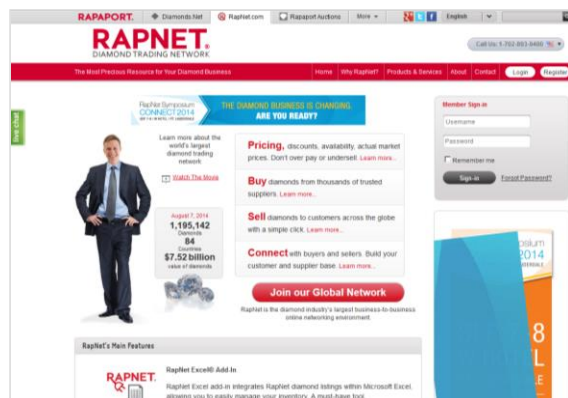 RAPAPORT.
Diamonds.Net
RapNet.com
Rapaport Auctions
More
English
RAPNET.
DIAMOND TRADING NETWORK
Call Us: 1-702-893-9400
The Most Precious Resource for Your Diamond Business
Home
Why RapNet?
Products & Services
About
Contact
Login
Register
live chat
RapNet Symposium
CONNECT 2014
THE DIAMOND BUSINESS IS CHANGING.
ARE YOU READY?
Learn more about the
world's largest
diamond trading
network
Watch The Movie
August 7, 2014
1,195,142
Diamonds
84
Countries
$7.52 billion
value of diamonds
Pricing, discounts, availability, actual market
prices. Don't over pay or undersell. Learn more...
Buy diamonds from thousands of trusted
suppliers. Learn more...
Sell diamonds to customers across the globe
with a simple click. Learn more...
Connect with buyers and sellers. Build your
customer and supplier base. Learn more...
Join our Global Network
RapNet is the diamond industry's largest business-to-business
online networking environment.
Member Sign-in
Username
Password
Remember me
Sign-in
Forgot Password?
posium
2014
RapNet's Main Features
RAPNET.
RapNet Excel® Add-In
RapNet Excel add-in integrates RapNet diamond listings within Microsoft Excel,
allowing you to easily manage your inventory. A must-have tool